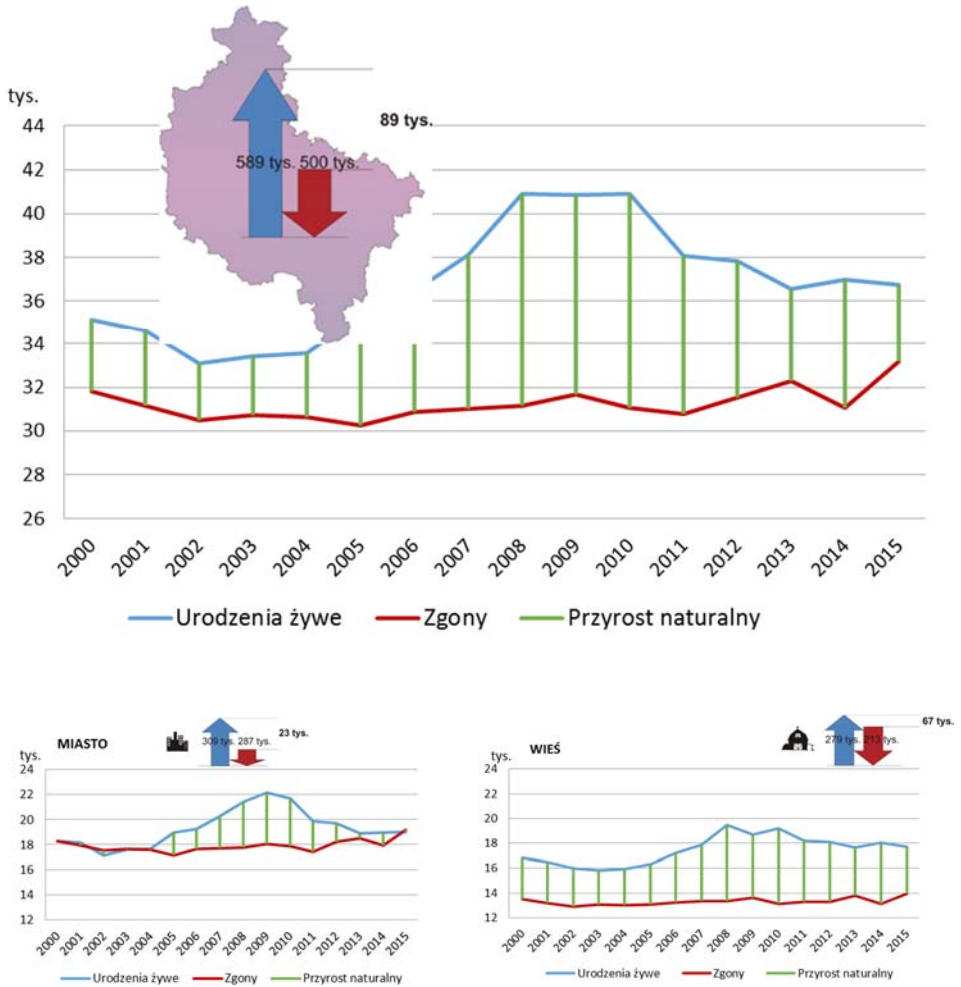 tys.
89 tys.
44
589 tys. 500 tys.
42
40
38
36
34
32
30
28
26
2000 2001 2002 2003 2004 2005 2006 2007 2008 2009 2010 2011 2012 2013 2014 2015
Urodzenia żywe Zgony Przyrost naturalny
MIASTO
309 tys. 287 tys.
23 tys.
tys.
24
22
20
18
16
14
12
2000 2001 2002 2003 2004 2005 2006 2007 2008 2009 2010 2011 2012 2013 2014 2015
Urodzenia żywe Zgony Przyrost naturalny
WIEŚ
279 tys. 213 tys.
67 tys.
tys.
24
22
20
18
16
14
12
2000 2001 2002 2003 2004 2005 2006 2007 2008 2009 2010 2011 2012 2013 2014 2015
Urodzenia żywe Zgony Przyrost naturalny